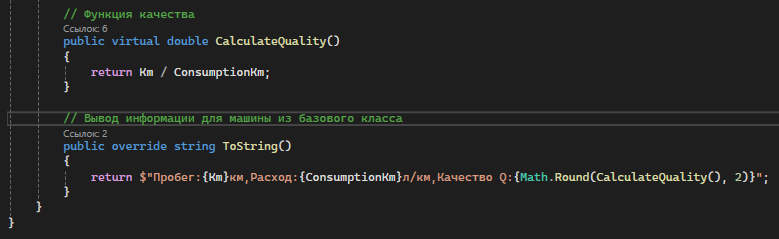 // Функция качества
Ссылок: 6
public virtual double CalculateQuality()
{
return Km / ConsumptionKm;
}
// Вывод информации для машины из базового класса
Ссылок: 2
public override string ToString()
{
return $"Пробег:{Km}км,Расход:{ConsumptionKm}л/км,Качество Q:{Math.Round(CalculateQuality(), 2)}";
}
}
}